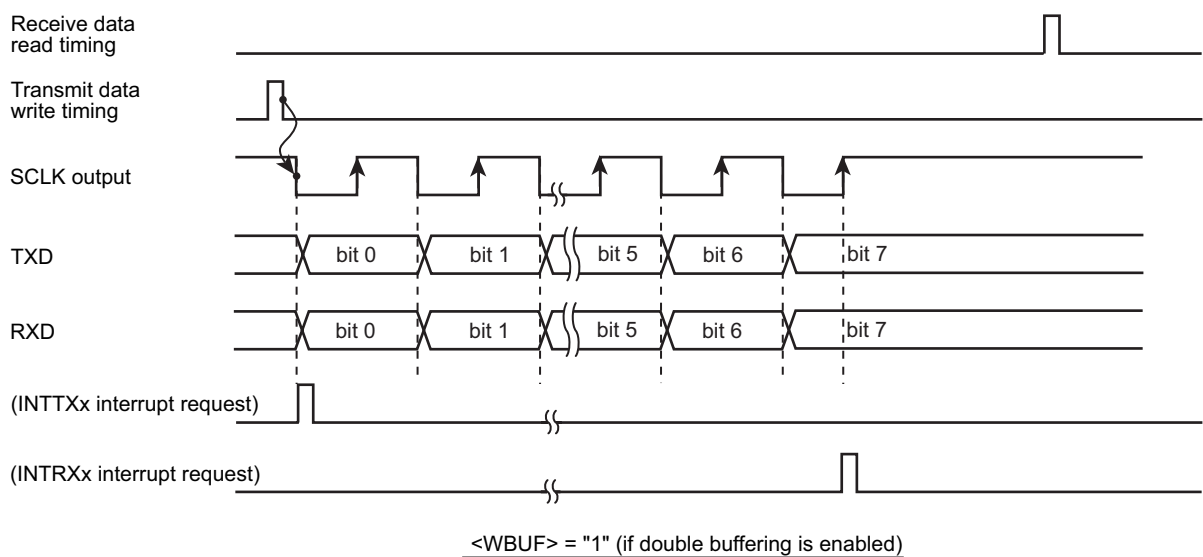 Receive data
read timing
Transmit data
write timing
SCLK output
TXD
bit 0
bit 1
bit 5
bit 6
bit 7
RXD
bit 0
bit 1
bit 5
bit 6
bit 7
(INTTXx interrupt request)
(INTRXx interrupt request)
<WBUF> = "1" (if double buffering is enabled)